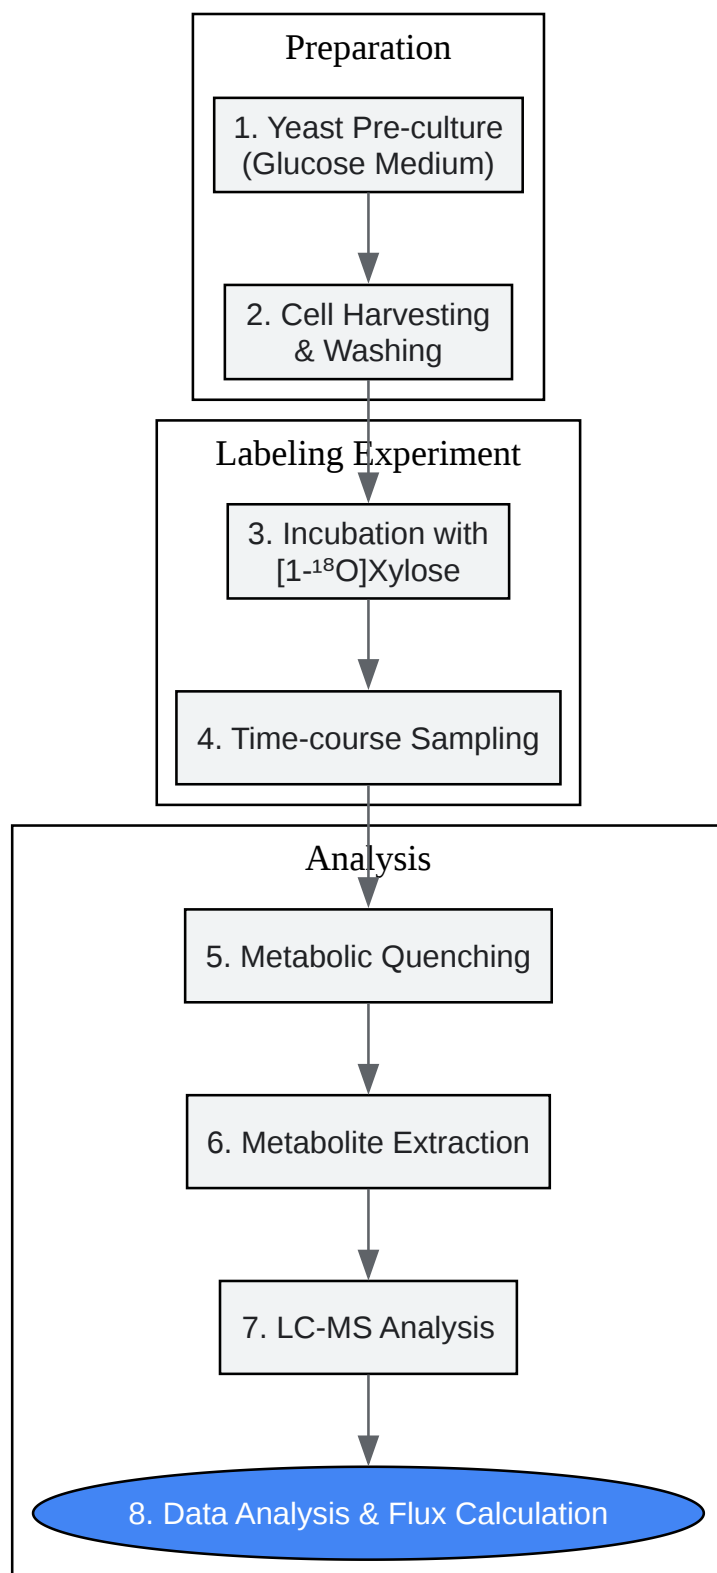 Preparation
1. Yeast Pre-culture
(Glucose Medium)
2. Cell Harvesting
& Washing
Labeling Experiment
3. Incubation with
[1-¹⁸O]Xylose
4. Time-course Sampling
Analysis
5. Metabolic Quenching
6. Metabolite Extraction
7. LC-MS Analysis
8. Data Analysis & Flux Calculation